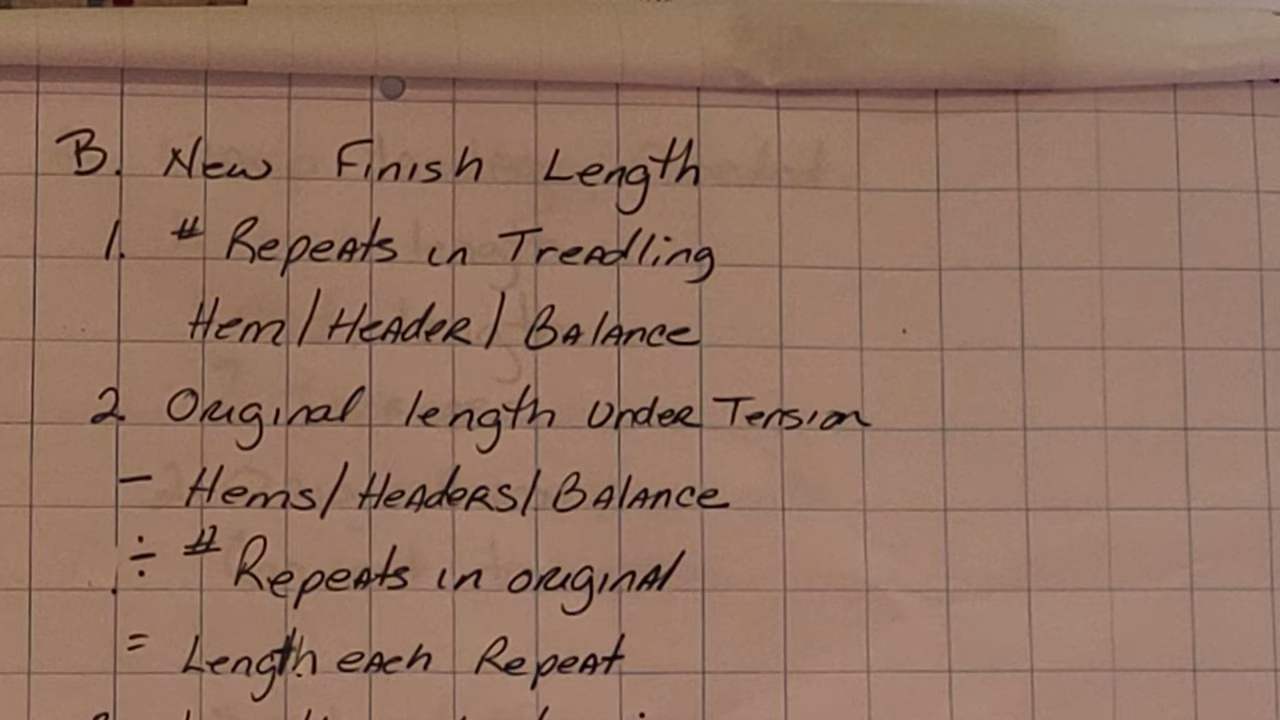 B. New Finish Length
1. # Repeats in Treadling
Hem/Header/Balance
2 Original length under Tension
- Hems/Headers/Balance
÷ # Repeats in original
= Length each Repeat